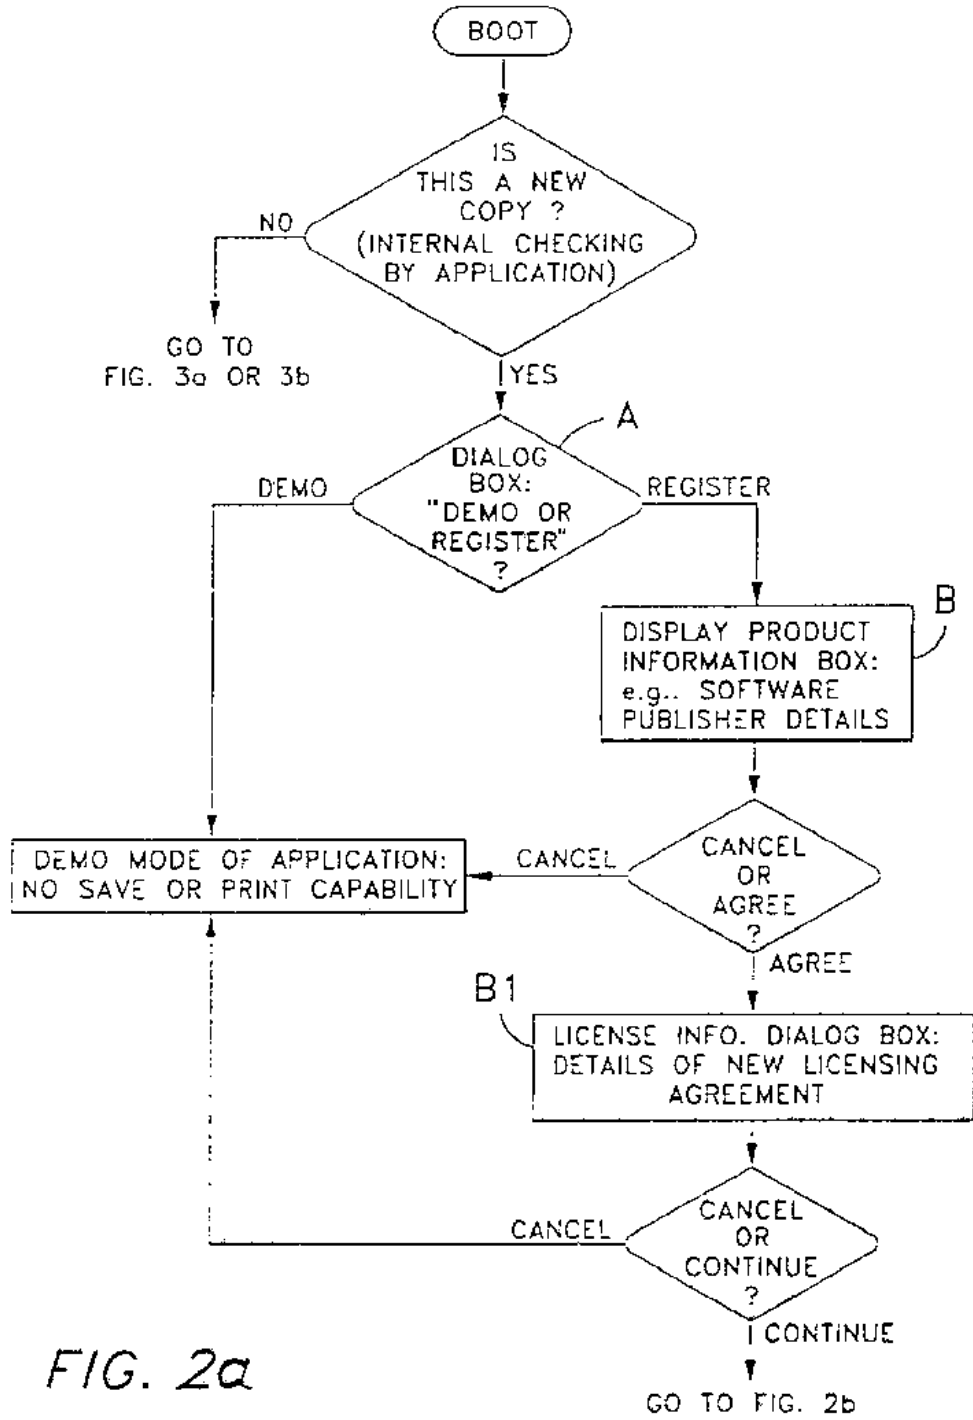 BOOT
IS
THIS A NEW
COPY ?
(INTERNAL CHECKING
BY APPLICATION)
NO
GO TO
FIG. 3a OR 3b
YES
A
DIALOG
BOX:
"DEMO OR
REGISTER"
?
DEMO
REGISTER
B
DISPLAY PRODUCT
INFORMATION BOX:
e.g.. SOFTWARE
PUBLISHER DETAILS
DEMO MODE OF APPLICATION:
NO SAVE OR PRINT CAPABILITY
CANCEL
CANCEL
OR
AGREE
?
AGREE
B1
LICENSE INFO. DIALOG BOX:
DETAILS OF NEW LICENSING
AGREEMENT
CANCEL
CANCEL
OR
CONTINUE
?
CONTINUE
GO TO FIG. 2b
FIG. 2a